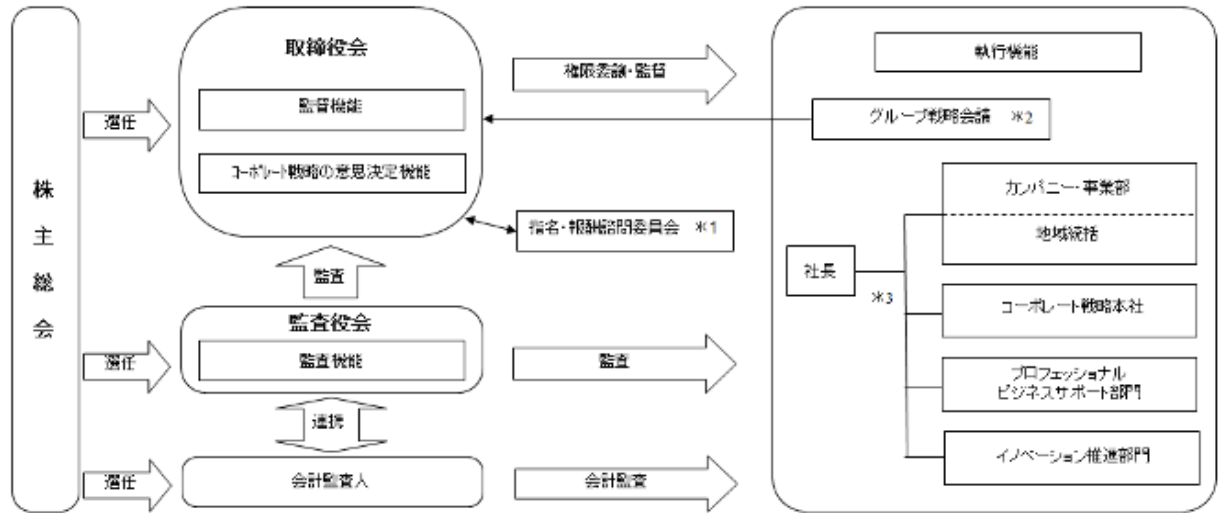 株主総会
選任
取締役会
監督機能
コーポレート戦略の意思決定機能
権限委譲・監督
指名・報酬諮問委員会 *1
監査
選任
監査役会
監査機能
監査
連携
選任
会計監査人
会計監査
執行機能
グループ戦略会議 *2
社長
*3
カンパニー・事業部
地域統括
コーポレート戦略本社
プロフェッショナル
ビジネスサポート部門
イノベーション推進部門